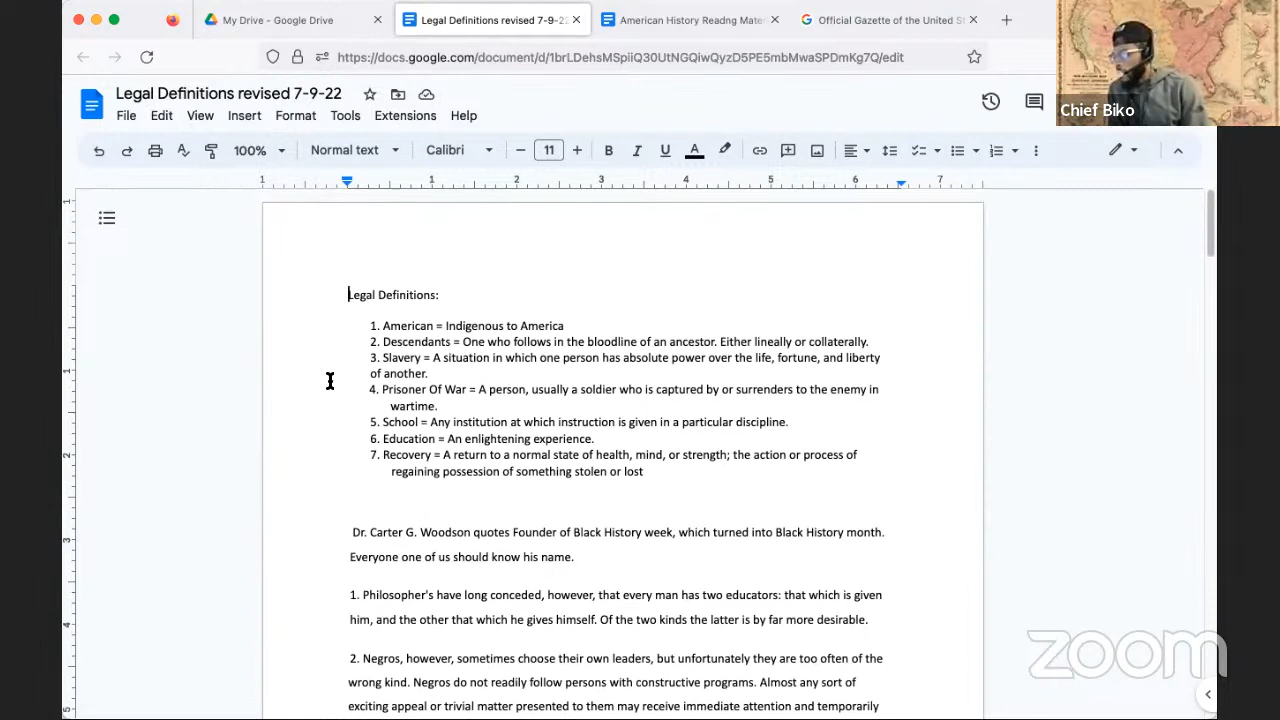 My Drive - Google Drive
Legal Definitions revised 7-9-22
American History Readng Mater
Official Gazette of the United S
https://docs.google.com/document/d/1brLDehsMSpiiQ30UtNGQiwQyzD5PE5mbMwaSPDmKg7Q/edit
Chief Biko
Legal Definitions revised 7-9-22
File Edit View Insert Format Tools Extensions Help
100% Normal text Calibri 11 B I U A
1 1 2 3 4 5 6 7
Legal Definitions:
1. American = Indigenous to America
2. Descendants = One who follows in the bloodline of an ancestor. Either lineally or collaterally.
3. Slavery = A situation in which one person has absolute power over the life, fortune, and liberty
of another.
4. Prisoner Of War = A person, usually a soldier who is captured by or surrenders to the enemy in
wartime.
5. School = Any institution at which instruction is given in a particular discipline.
6. Education = An enlightening experience.
7. Recovery = A return to a normal state of health, mind, or strength; the action or process of
regaining possession of something stolen or lost
Dr. Carter G. Woodson quotes Founder of Black History week, which turned into Black History month.
Everyone one of us should know his name.
1. Philosopher's have long conceded, however, that every man has two educators: that which is given
him, and the other that which he gives himself. Of the two kinds the latter is by far more desirable.
2. Negros, however, sometimes choose their own leaders, but unfortunately they are too often of the
wrong kind. Negros do not readily follow persons with constructive programs. Almost any sort of
exciting appeal or trivial matter presented to them may receive immediate attention and temporarily
zoom